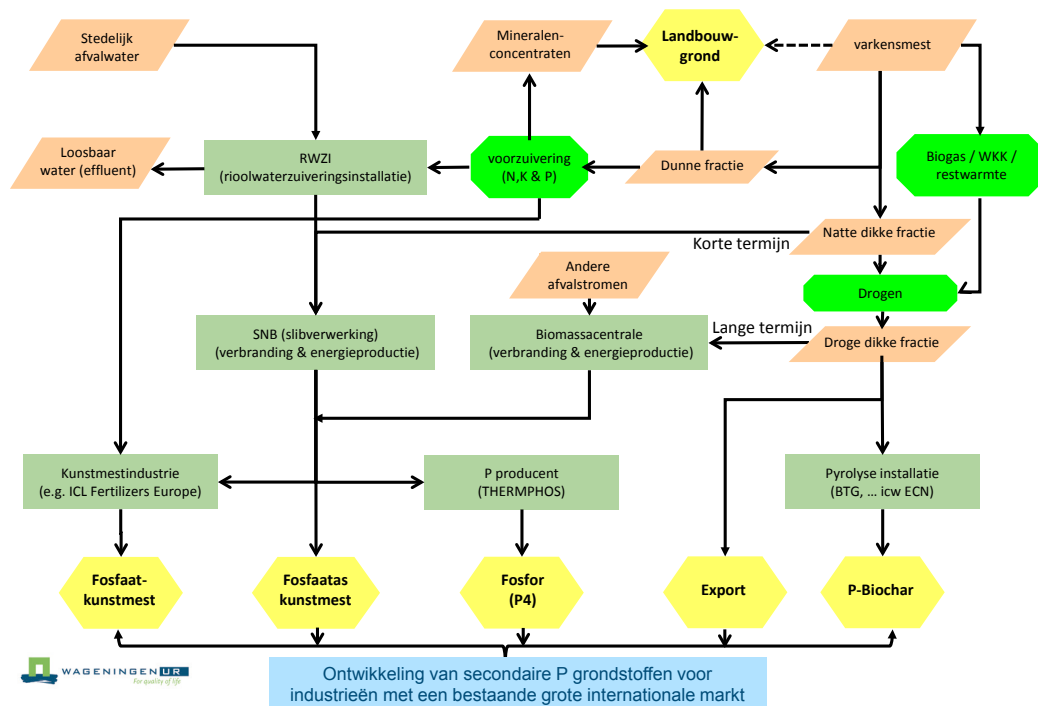 Stedelijk
afvalwater
Mineralen-
concentraten
Landbouw-
grond
varkensmest
Loosbaar
water (effluent)
RWZI
(rioolwaterzuiveringsinstallatie)
voorzuivering
(N,K & P)
Dunne fractie
Biogas / WKK /
restwarmte
Korte termijn
Natte dikke fractie
Andere
afvalstromen
Drogen
SNB (slibverwerking)
(verbranding & energieproductie)
Biomassacentrale
(verbranding & energieproductie)
Lange termijn
Droge dikke fractie
Kunstmestindustrie
(e.g. ICL Fertilizers Europe)
P producent
(THERMPHOS)
Pyrolyse installatie
(BTG, ... icw ECN)
Fosfaat-
kunstmest
Fosfaatas
kunstmest
Fosfor
(P4)
Export
P-Biochar
WAGENINGEN UR
For quality of life
Ontwikkeling van secondaire P grondstoffen voor
industrieën met een bestaande grote internationale markt